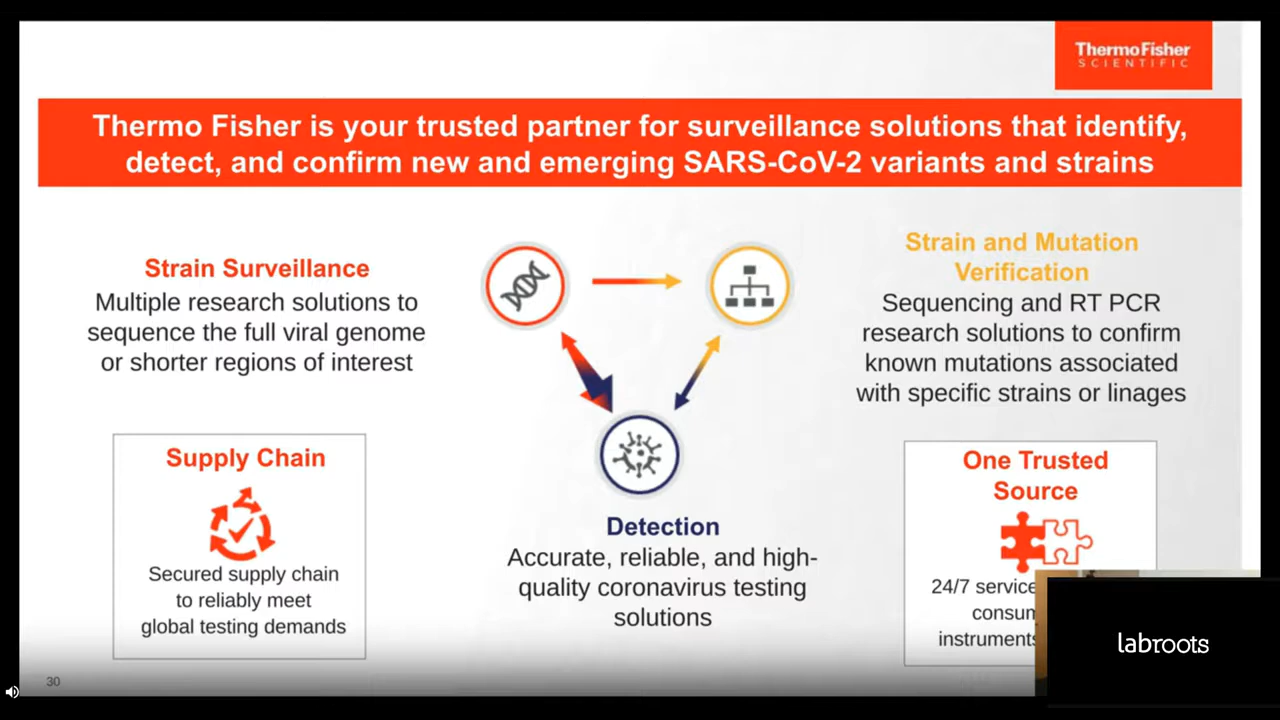 ThermoFisher
SCIENTIFIC
Thermo Fisher is your trusted partner for surveillance solutions that identify,
detect, and confirm new and emerging SARS-CoV-2 variants and strains
Strain Surveillance
Multiple research solutions to
sequence the full viral genome
or shorter regions of interest
Strain and Mutation
Verification
Sequencing and RT PCR
research solutions to confirm
known mutations associated
with specific strains or linages
Supply Chain
Secured supply chain
to reliably meet
global testing demands
Detection
Accurate, reliable, and high-
quality coronavirus testing
solutions
One Trusted
Source
24/7 service
instruments
labroots
30